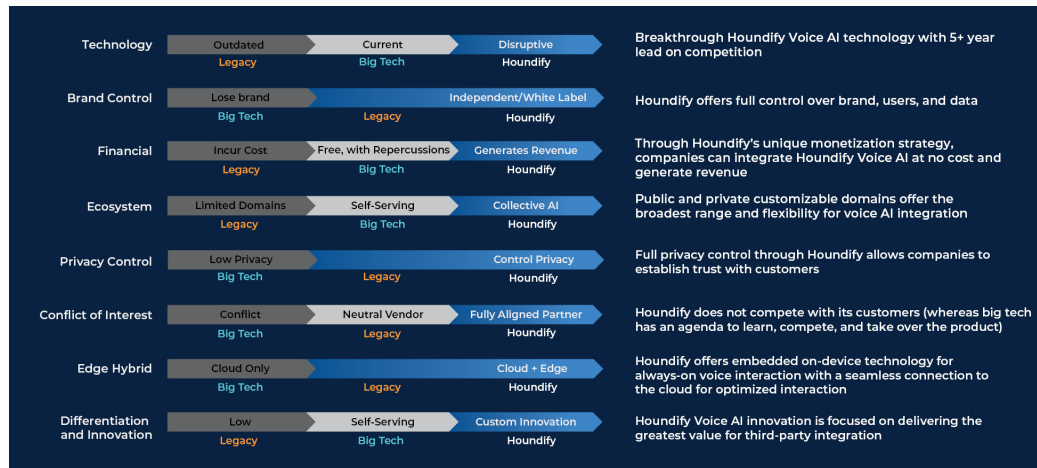 Technology
Outdated
Current
Disruptive
Legacy
Big Tech
Houndify
Breakthrough Houndify Voice AI technology with 5+ year
lead on competition
Brand Control
Lose brand
Independent/White Label
Big Tech
Legacy
Houndify
Houndify offers full control over brand, users, and data
Financial
Incur Cost
Free, with Repercussions
Generates Revenue
Legacy
Big Tech
Houndify
Through Houndify's unique monetization strategy,
companies can integrate Houndify Voice AI at no cost and
generate revenue
Ecosystem
Limited Domains
Self-Serving
Collective AI
Legacy
Big Tech
Houndify
Public and private customizable domains offer the
broadest range and flexibility for voice AI integration
Privacy Control
Low Privacy
Control Privacy
Big Tech
Legacy
Houndify
Full privacy control through Houndify allows companies to
establish trust with customers
Conflict of Interest
Conflict
Neutral Vendor
Fully Aligned Partner
Big Tech
Legacy
Houndify
Houndify does not compete with its customers (whereas big tech
has an agenda to learn, compete, and take over the product)
Edge Hybrid
Cloud Only
Cloud + Edge
Big Tech
Legacy
Houndify
Houndify offers embedded on-device technology for
always-on voice interaction with a seamless connection to
the cloud for optimized interaction
Differentiation
and Innovation
Low
Self-Serving
Custom Innovation
Legacy
Big Tech
Houndify
Houndify Voice AI innovation is focused on delivering the
greatest value for third-party integration